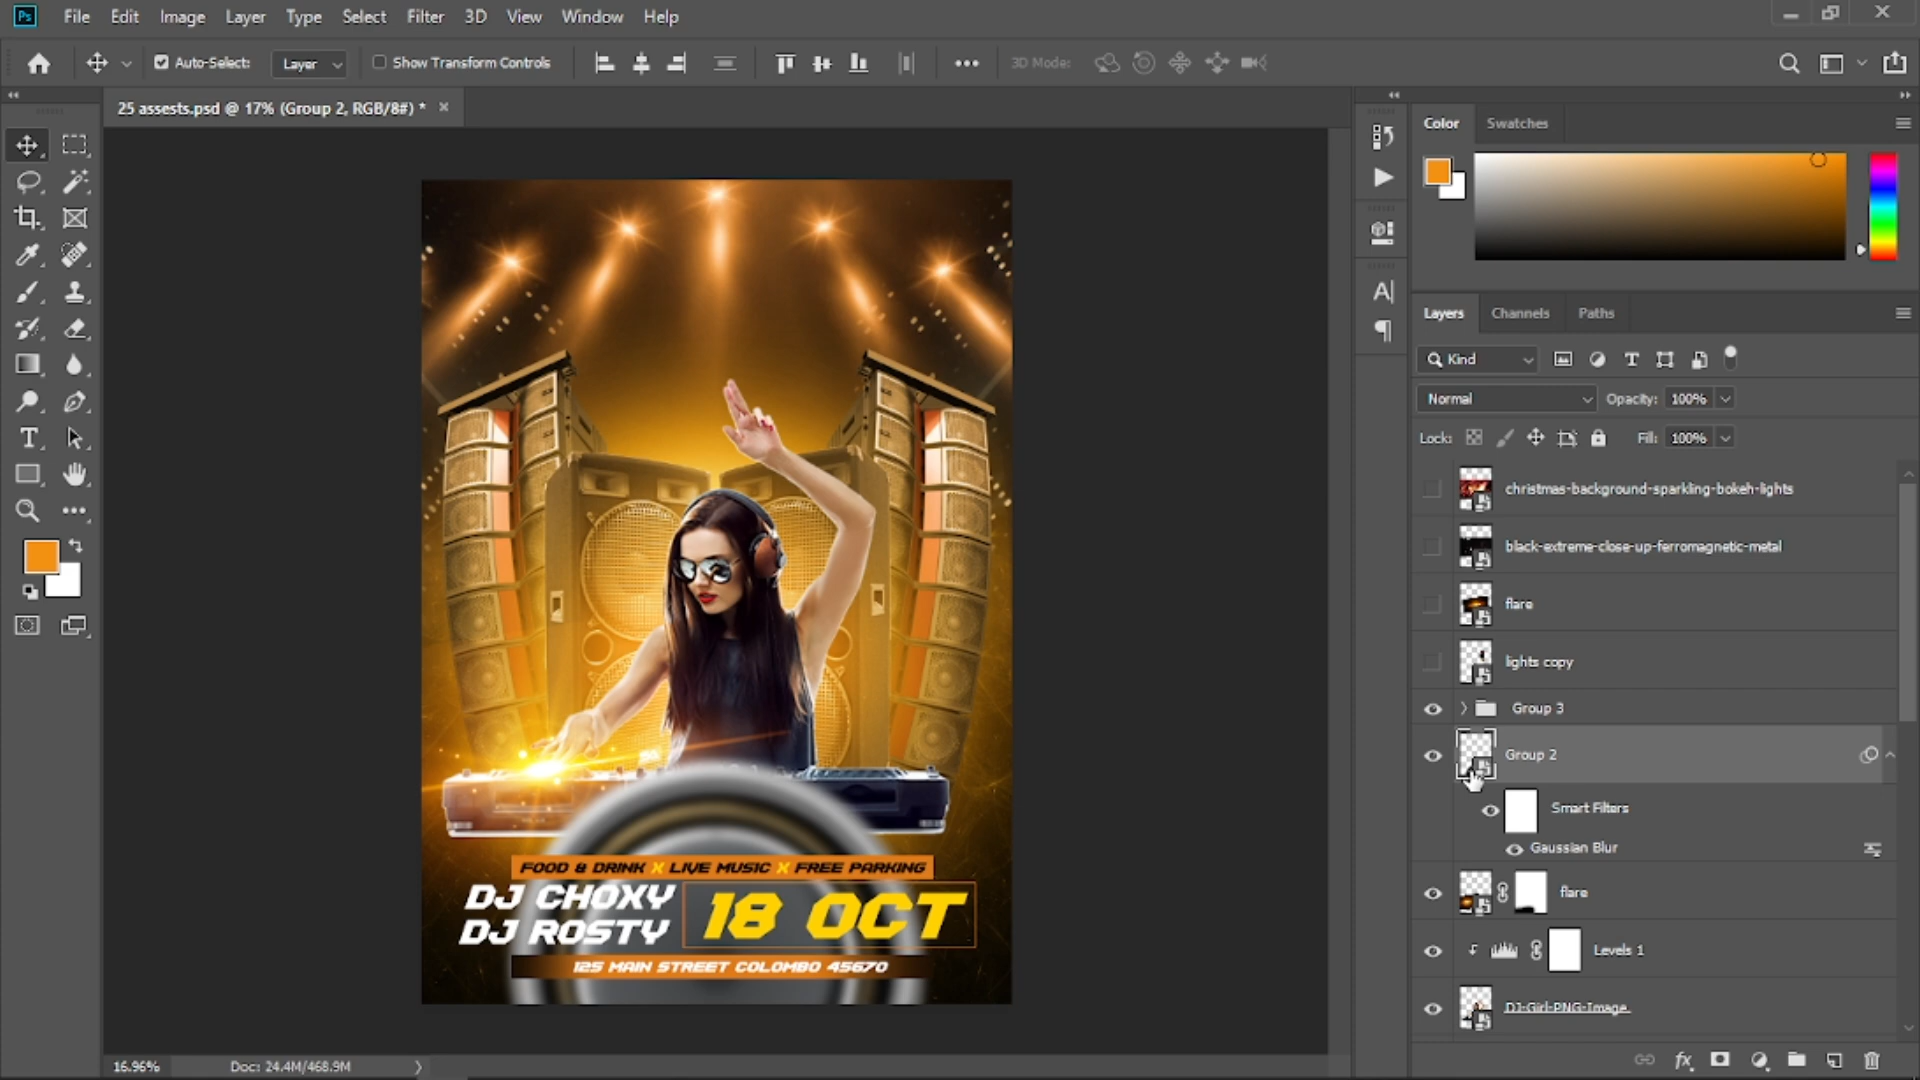 Ps File Edit Image Layer Type Select Filter 3D View Window Help
Auto-Select: Layer Show Transform Controls 3D Mode:
25 assests.psd @ 17% (Group 2, RGB/8#) *
Color Swatches
Layers Channels Paths
Kind
Normal Opacity: 100%
Lock: Fill: 100%
christmas-background-sparkling-bokeh-lights
black-extreme-close-up-ferromagnetic-metal
flare
lights copy
Group 3
Group 2
Smart Filters
Gaussian Blur
flare
Levels 1
DJ-Girl-PNG-Image
FOOD & DRINK X LIVE MUSIC X FREE PARKING
DJ CHOXY
DJ ROSTY
18 OCT
125 MAIN STREET COLOMBO 45670
16.96% Doc: 24.4M/468.9M